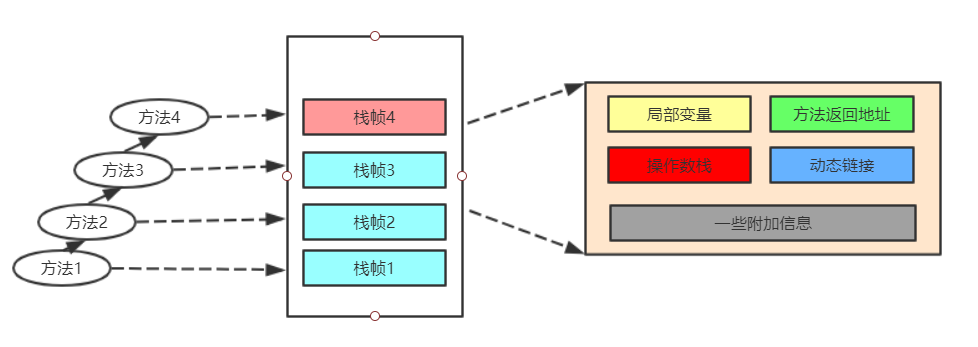 方法4
方法3
方法2
方法1
栈帧4
栈帧3
栈帧2
栈帧1
局部变量
方法返回地址
操作数栈
动态链接
一些附加信息